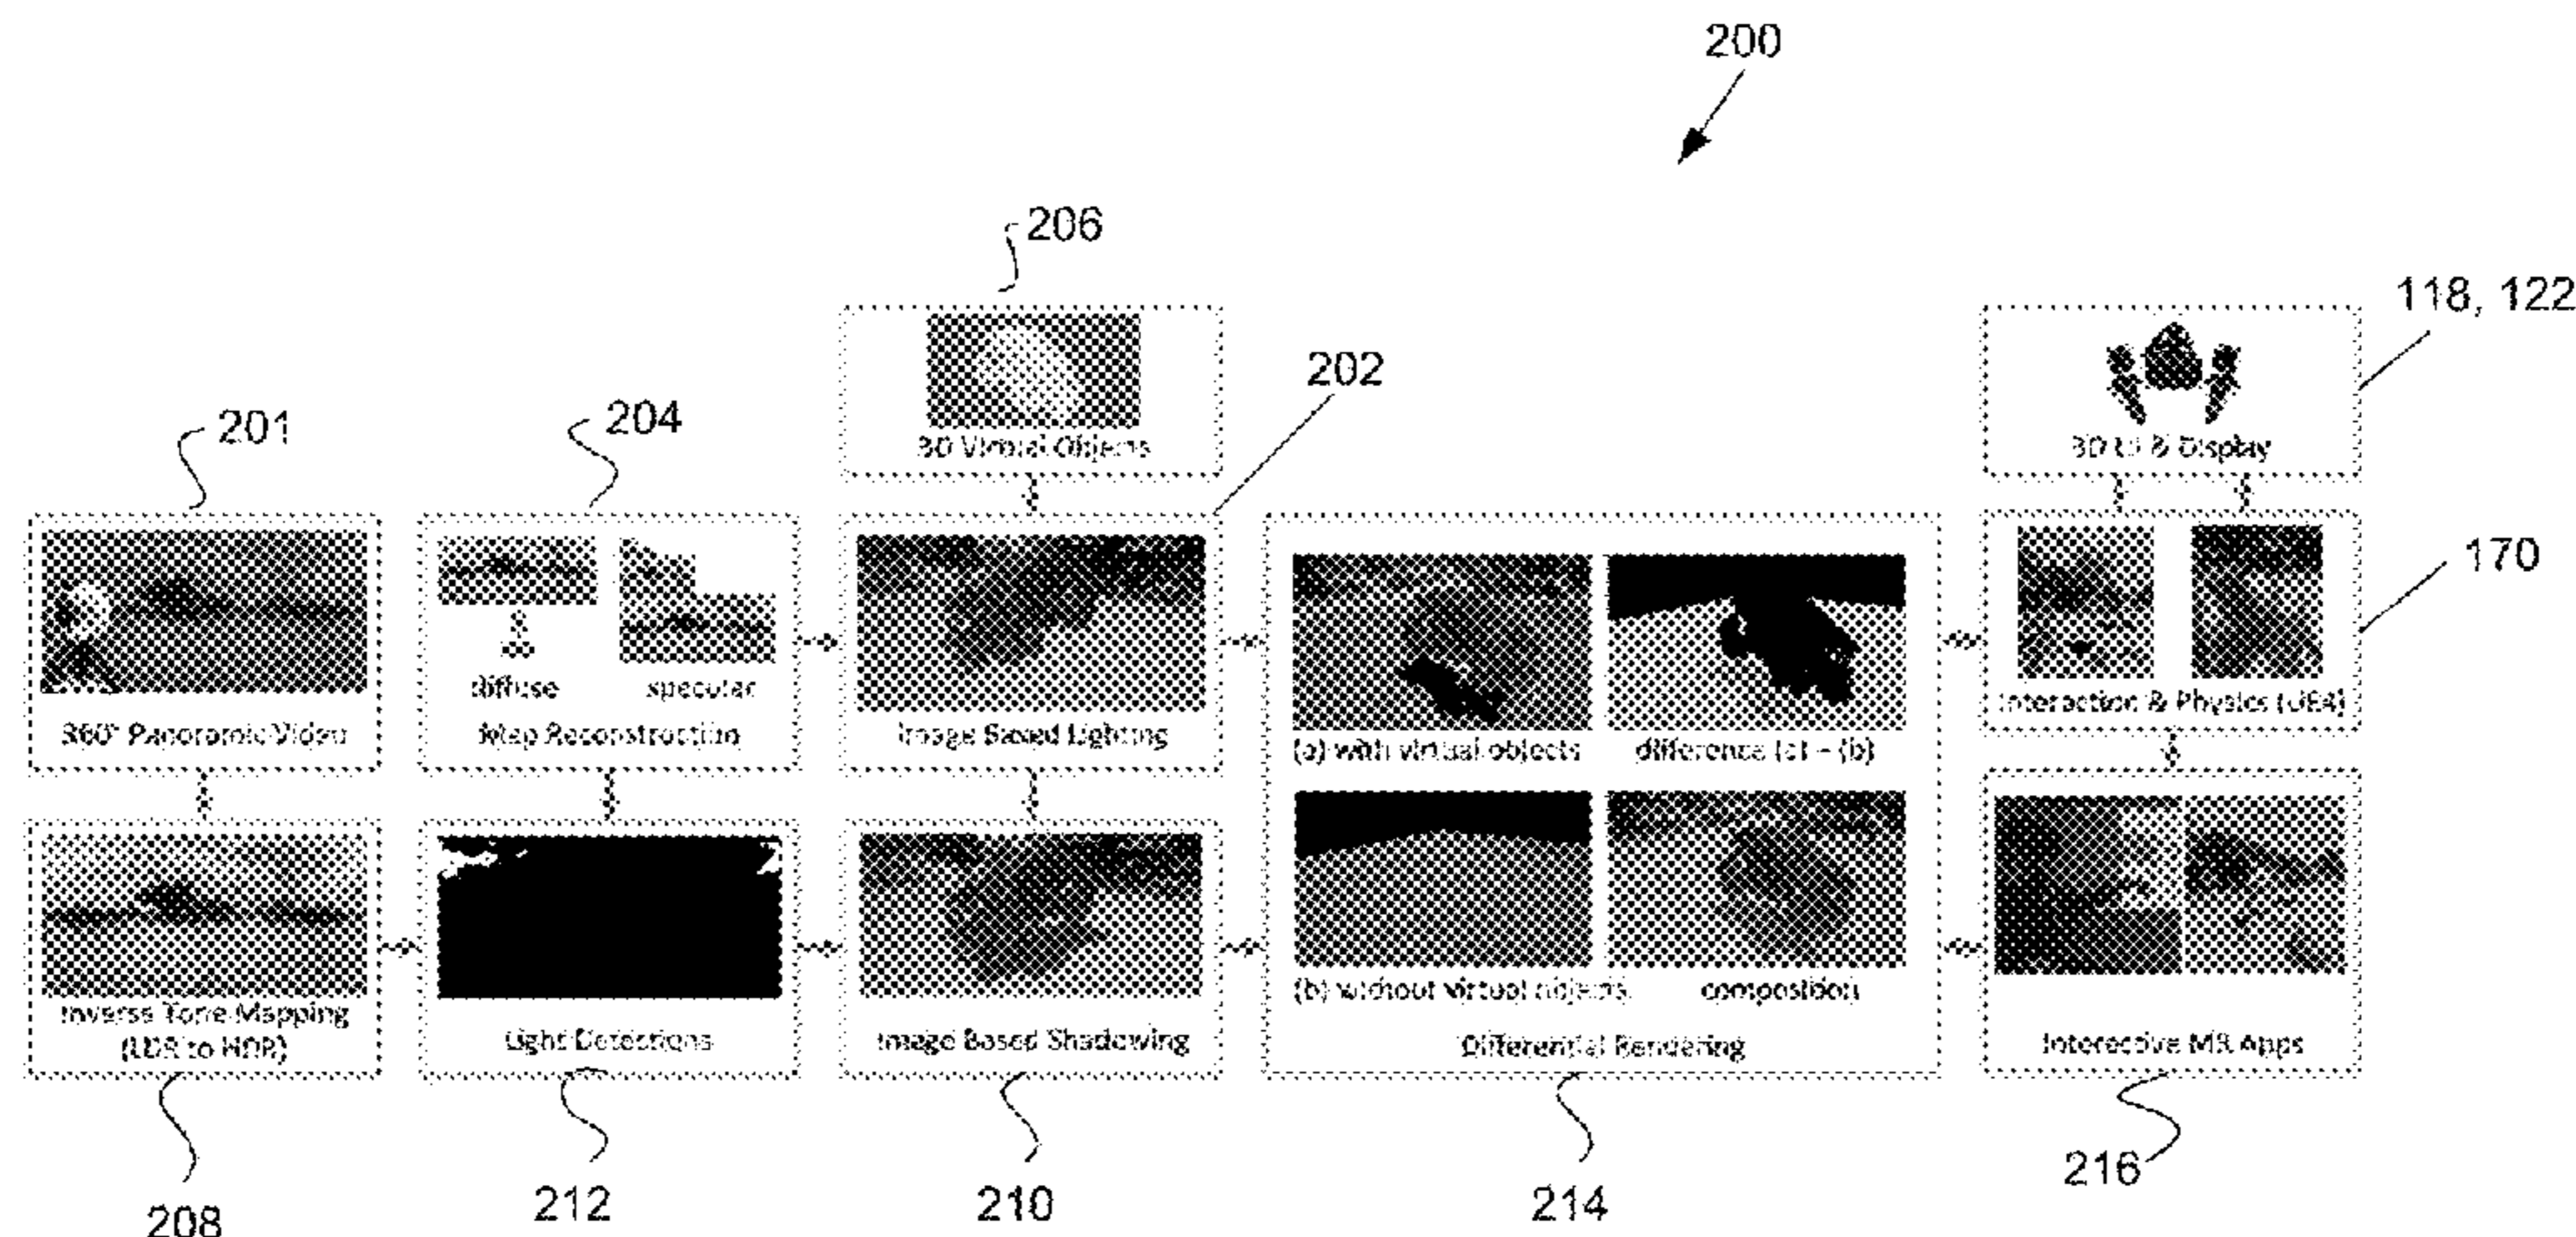 200
206
118, 122
202
201
204
3D Virtual Objects
3D UI & Display
170
diffuse
specular
360° Panoramic Video
Map Reconstruction
Image Based Lighting
(a) with virtual objects
difference (a) – (b)
Interaction & Physics (UE4)
(b) without virtual objects
composition
Inverse Tone Mapping
(LDR to HDR)
Light Detections
Image Based Shadowing
Differential Rendering
Interactive MR Apps
208
212
210
214
216